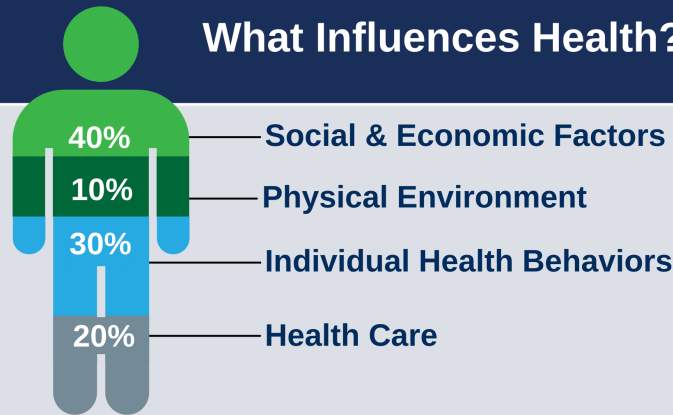 What Influences Health?
40%
Social & Economic Factors
10%
Physical Environment
30%
Individual Health Behaviors
20%
Health Care